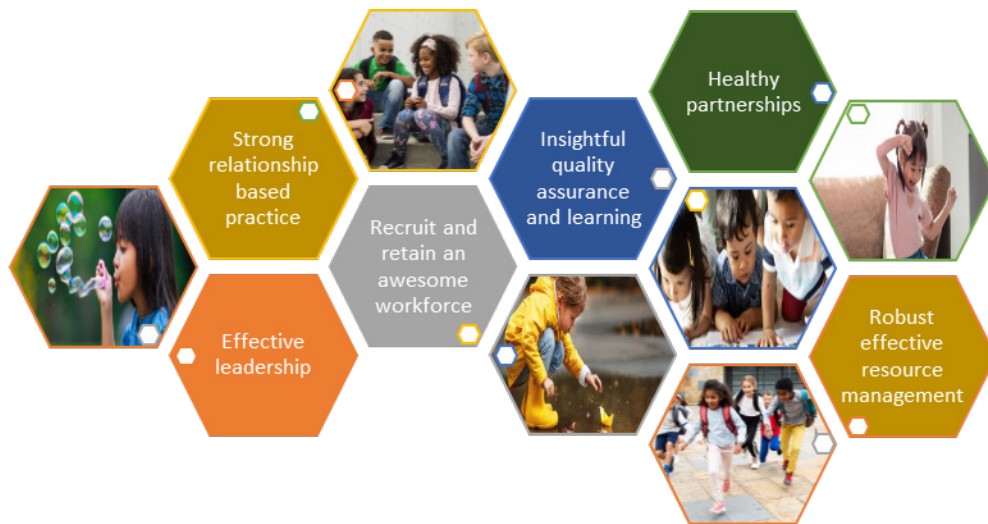 Strong
relationship
based
practice
Effective
leadership
Recruit and
retain an
awesome
workforce
Insightful
quality
assurance
and learning
Healthy
partnerships
Robust
effective
resource
management